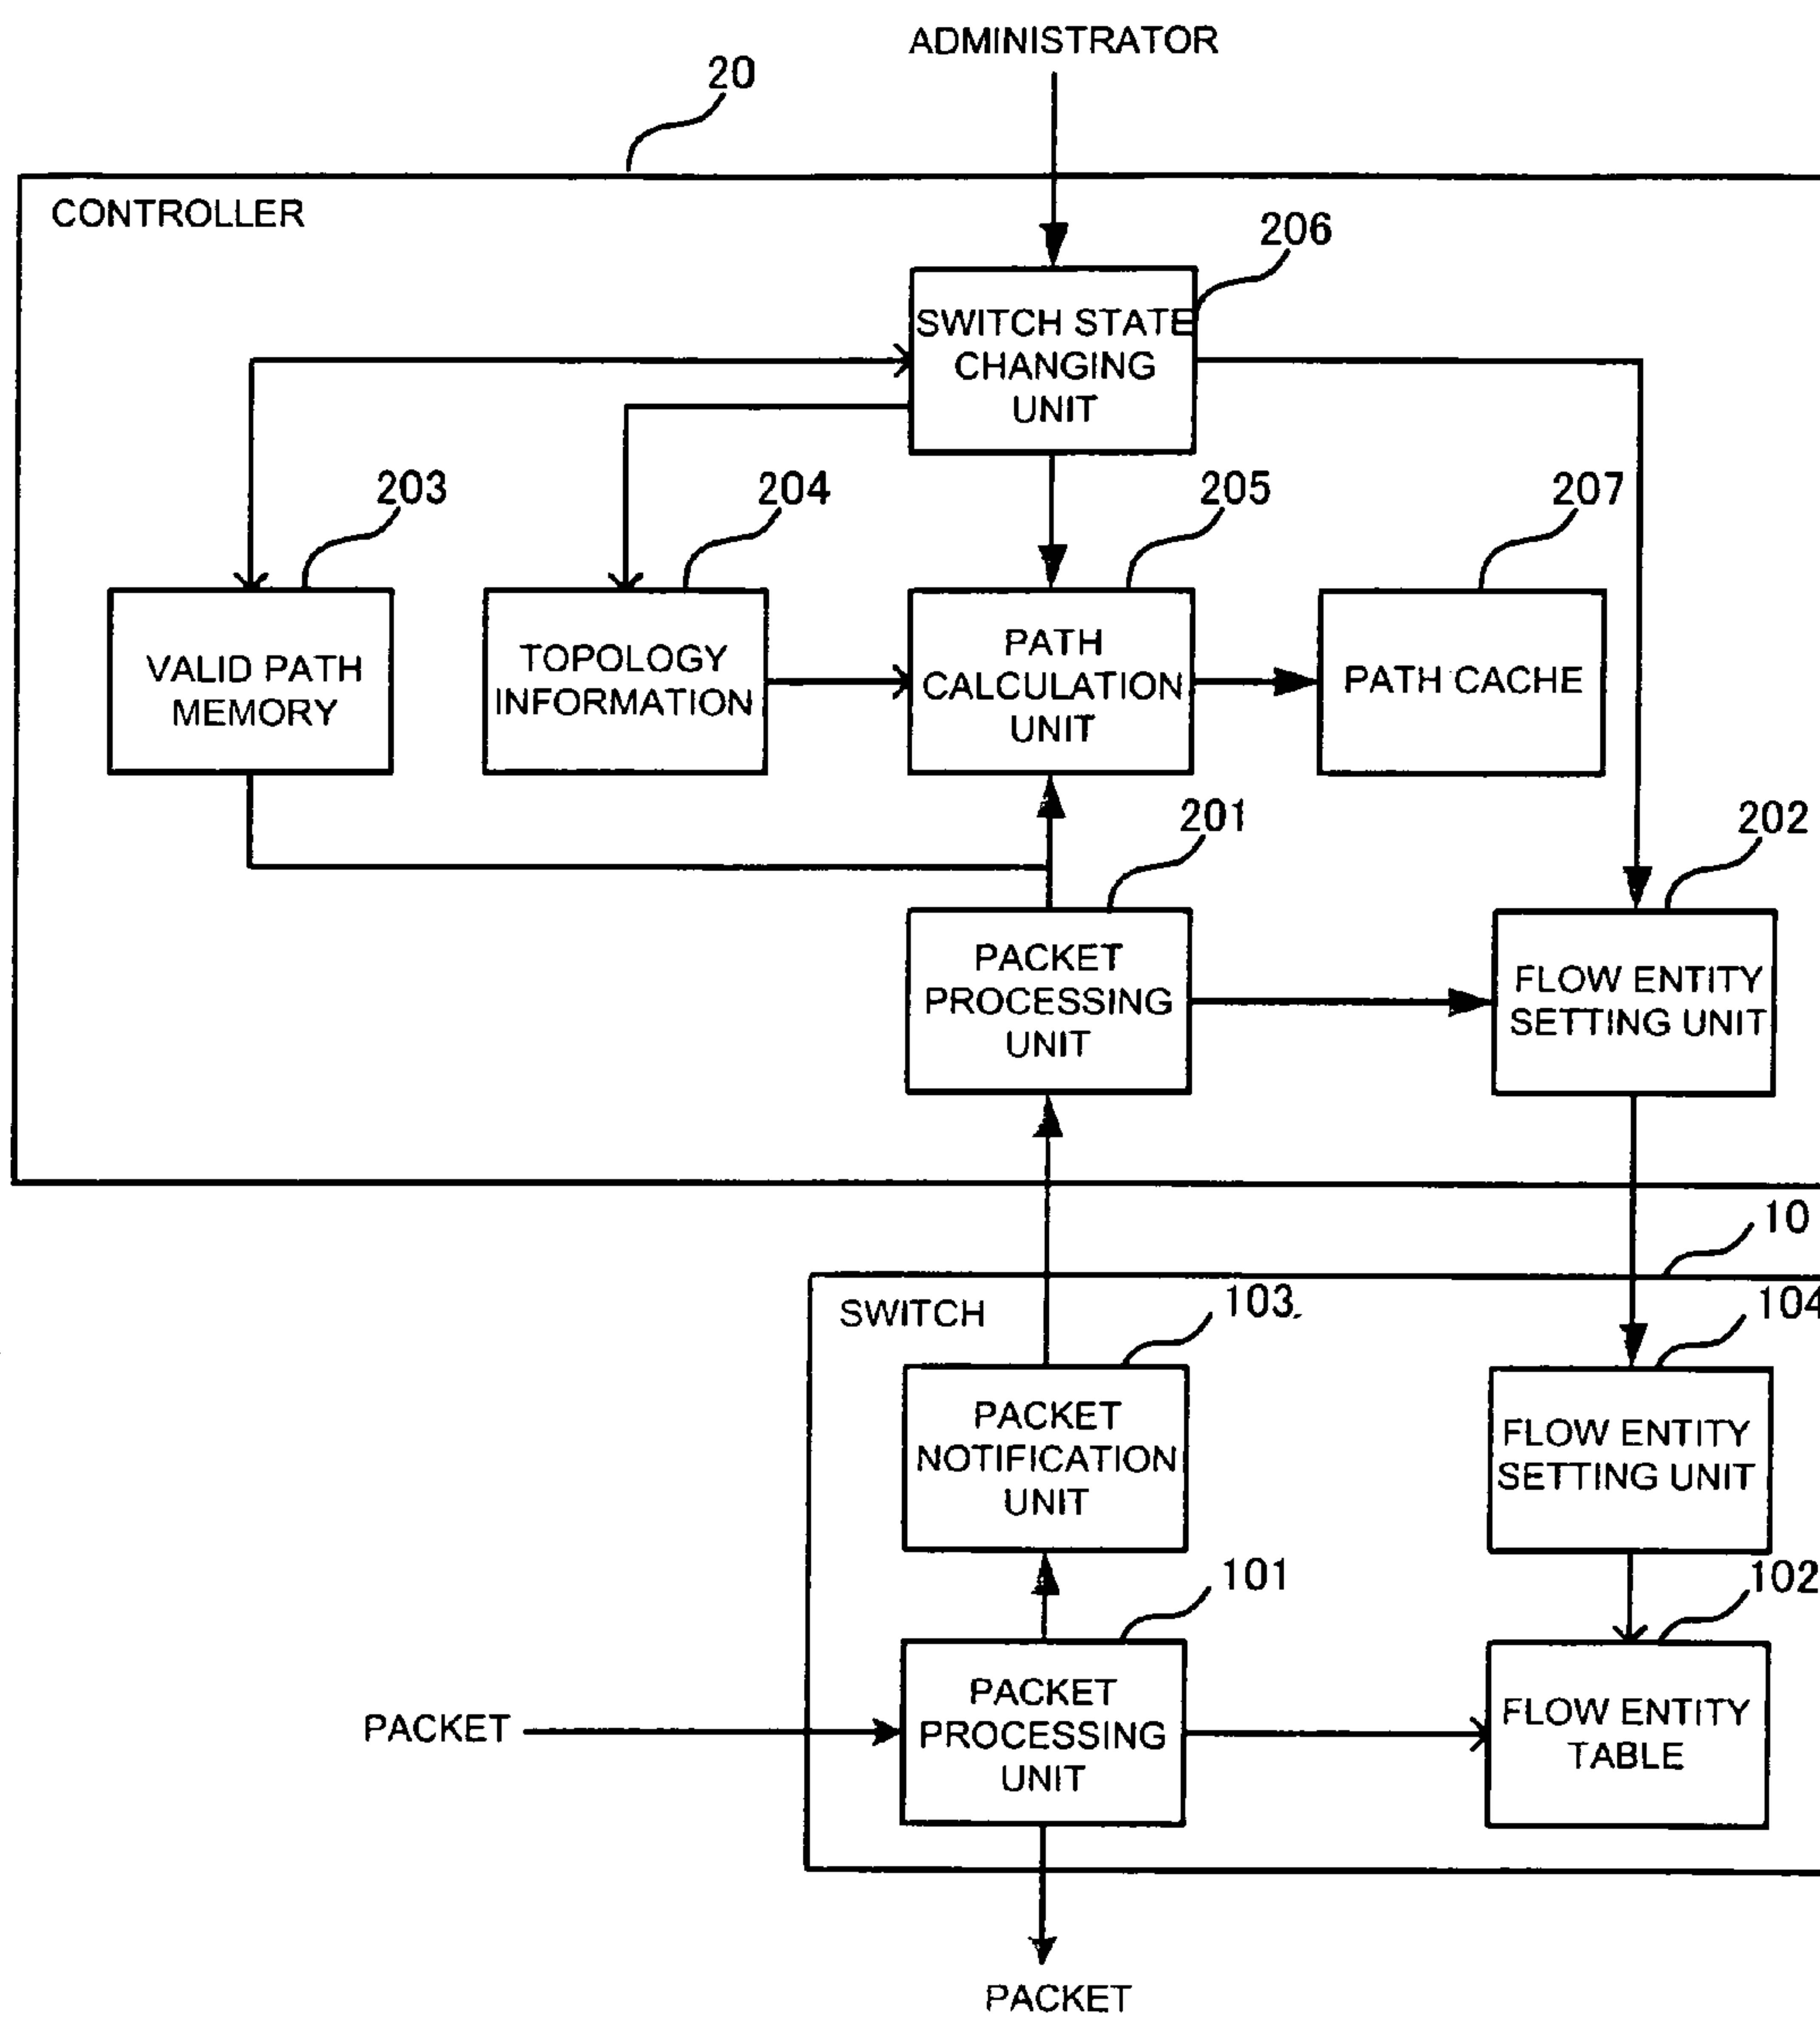 ADMINISTRATOR
20
CONTROLLER
206
SWITCH STATE
CHANGING
UNIT
203
204
205
207
VALID PATH
MEMORY
TOPOLOGY
INFORMATION
PATH
CALCULATION
UNIT
PATH CACHE
201
202
PACKET
PROCESSING
UNIT
FLOW ENTITY
SETTING UNIT
10
SWITCH
103
104
PACKET
NOTIFICATION
UNIT
FLOW ENTITY
SETTING UNIT
101
102
PACKET
PACKET
PROCESSING
UNIT
FLOW ENTITY
TABLE
PACKET